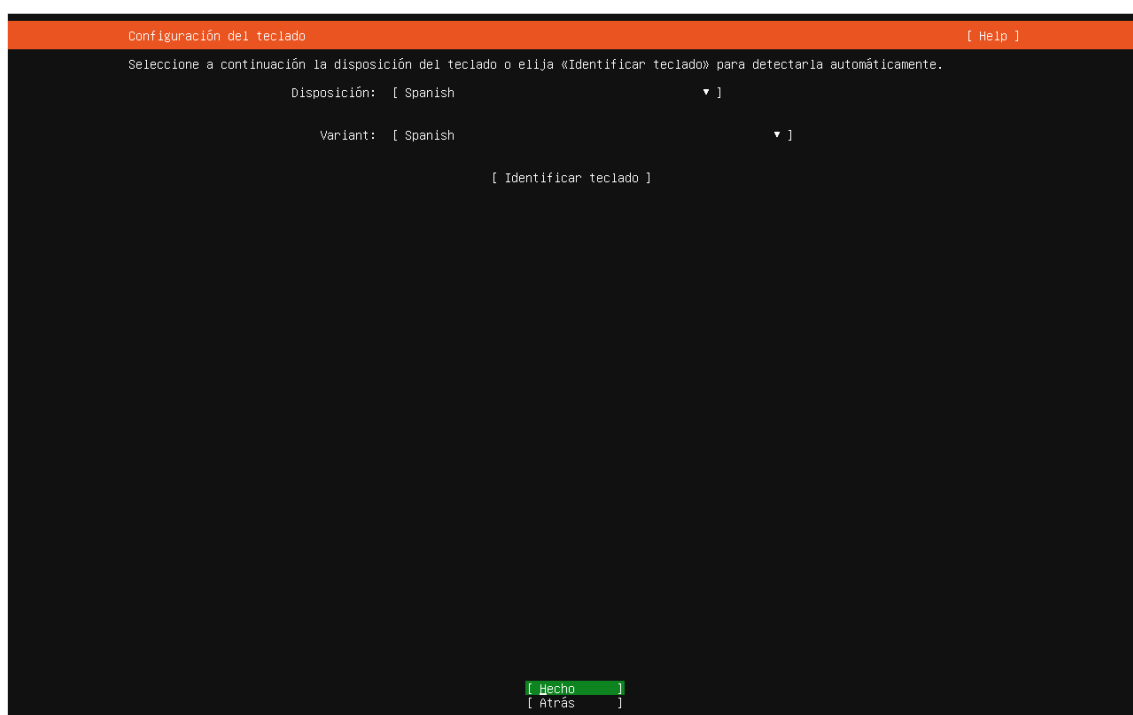 Configuración del teclado [ Help ]
Seleccione a continuación la disposición del teclado o elija «Identificar teclado» para detectarla automáticamente.
Disposición: [ Spanish ▾ ]
Variant: [ Spanish ▾ ]
[ Identificar teclado ]
[ Hecho ]
[ Atrás ]